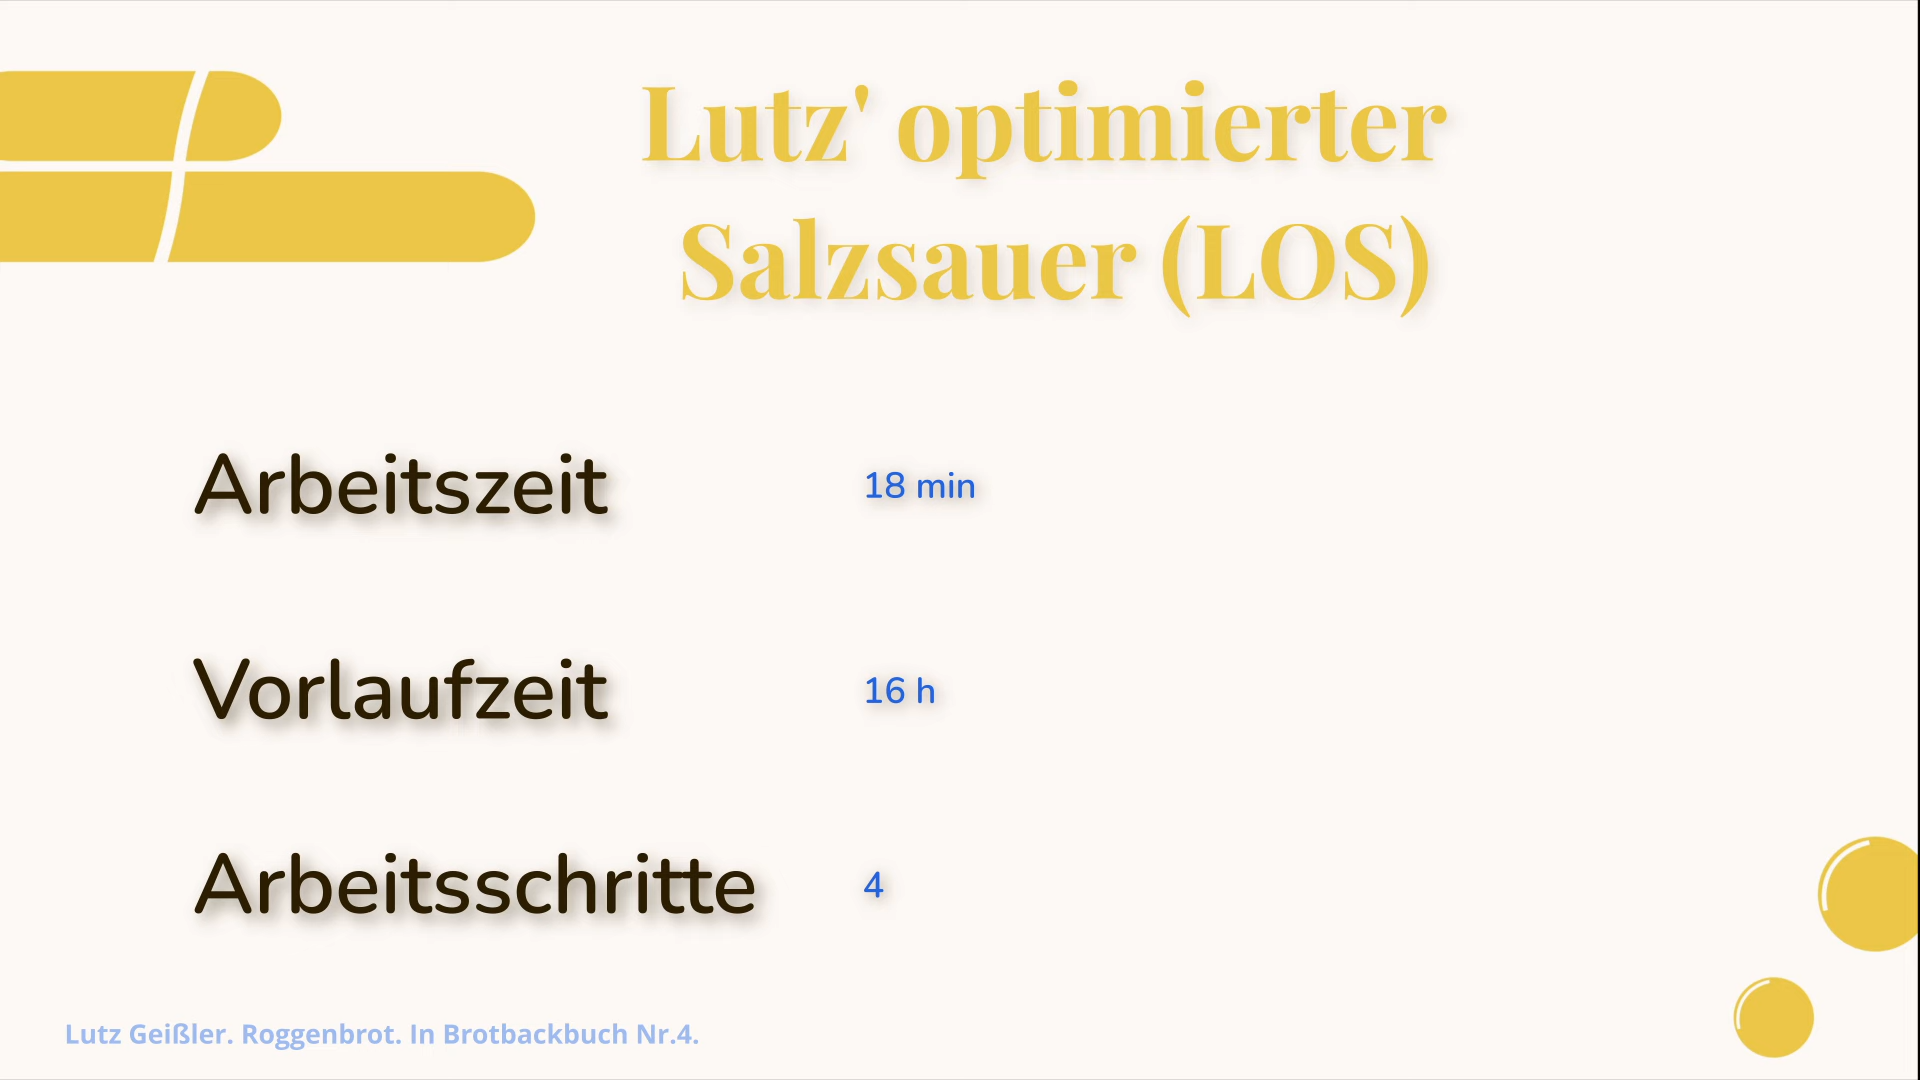 Lutz' optimierter
Salzsauer (LOS)
Arbeitszeit 18 min
Vorlaufzeit 16 h
Arbeitsschritte 4
Lutz Geißler. Roggenbrot. In Brotbackbuch Nr.4.